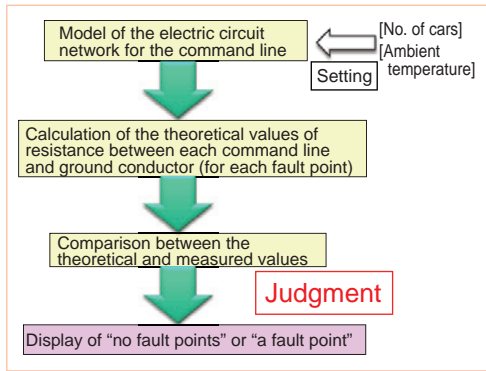 Model of the electric circuit
network for the command line
[No. of cars]
[Ambient
temperature]
Setting
Calculation of the theoretical values of
resistance between each command line
and ground conductor (for each fault point)
Comparison between the
theoretical and measured values
Judgment
Display of “no fault points” or “a fault point”